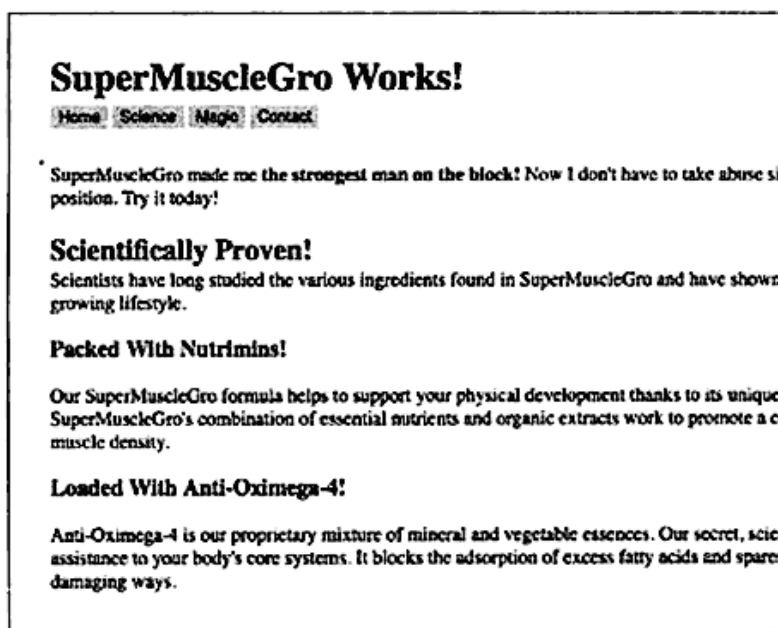 SuperMuscleGro Works!
Home Science Magic Contact
SuperMuscleGro made me the strongest man on the block! Now I don't have to take abuse
position. Try it today!
Scientifically Proven!
Scientists have long studied the various ingredients found in SuperMuscleGro and have shown
growing lifestyle.
Packed With Nutrimins!
Our SuperMuscleGro formula helps to support your physical development thanks to its unique
SuperMuscleGro's combination of essential nutrients and organic extracts work to promote a
muscle density.
Loaded With Anti-Oximega-4!
Anti-Oximega-4 is our proprietary mixture of mineral and vegetable essences. Our secret,
assistance to your body's core systems. It blocks the adsorption of excess fatty acids and
damaging ways.